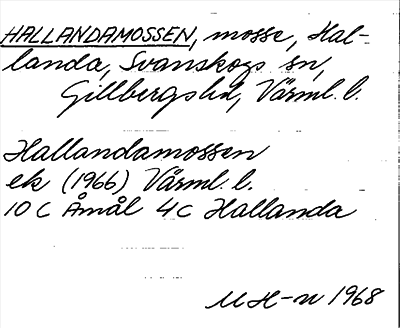 HALLANDAMOSSEN, mosse, Hal-
landa, Svanskogs sn,
Gillbergs hd, Värml. l.
Hallandamossen
ek (1966) Värml. l.
10 C Åmål 4C Hallanda
MH-n 1968